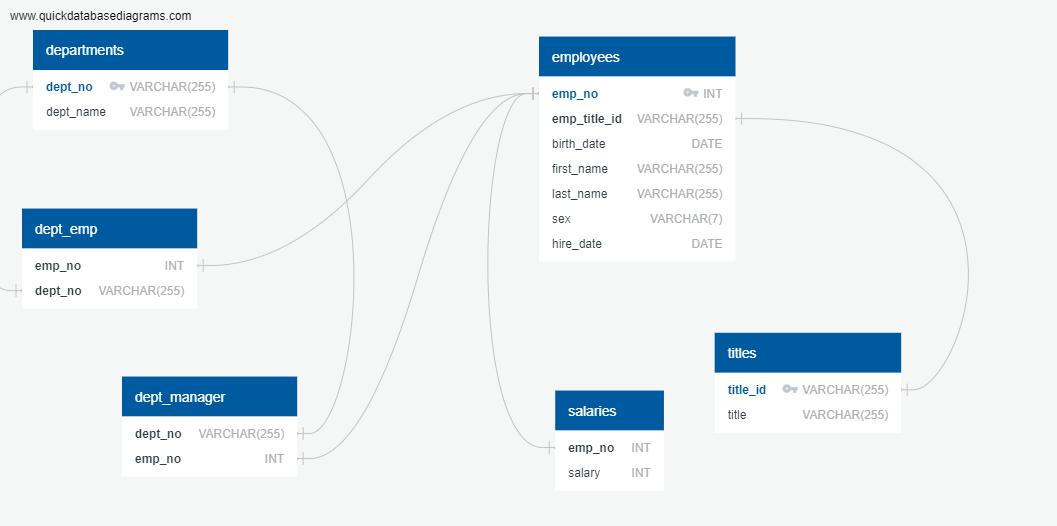 www.quickdatabasediagrams.com
departments
dept_no VARCHAR(255)
dept_name VARCHAR(255)
employees
emp_no INT
emp_title_id VARCHAR(255)
birth_date DATE
first_name VARCHAR(255)
last_name VARCHAR(255)
sex VARCHAR(7)
hire_date DATE
dept_emp
emp_no INT
dept_no VARCHAR(255)
titles
title_id VARCHAR(255)
title VARCHAR(255)
dept_manager
dept_no VARCHAR(255)
emp_no INT
salaries
emp_no INT
salary INT